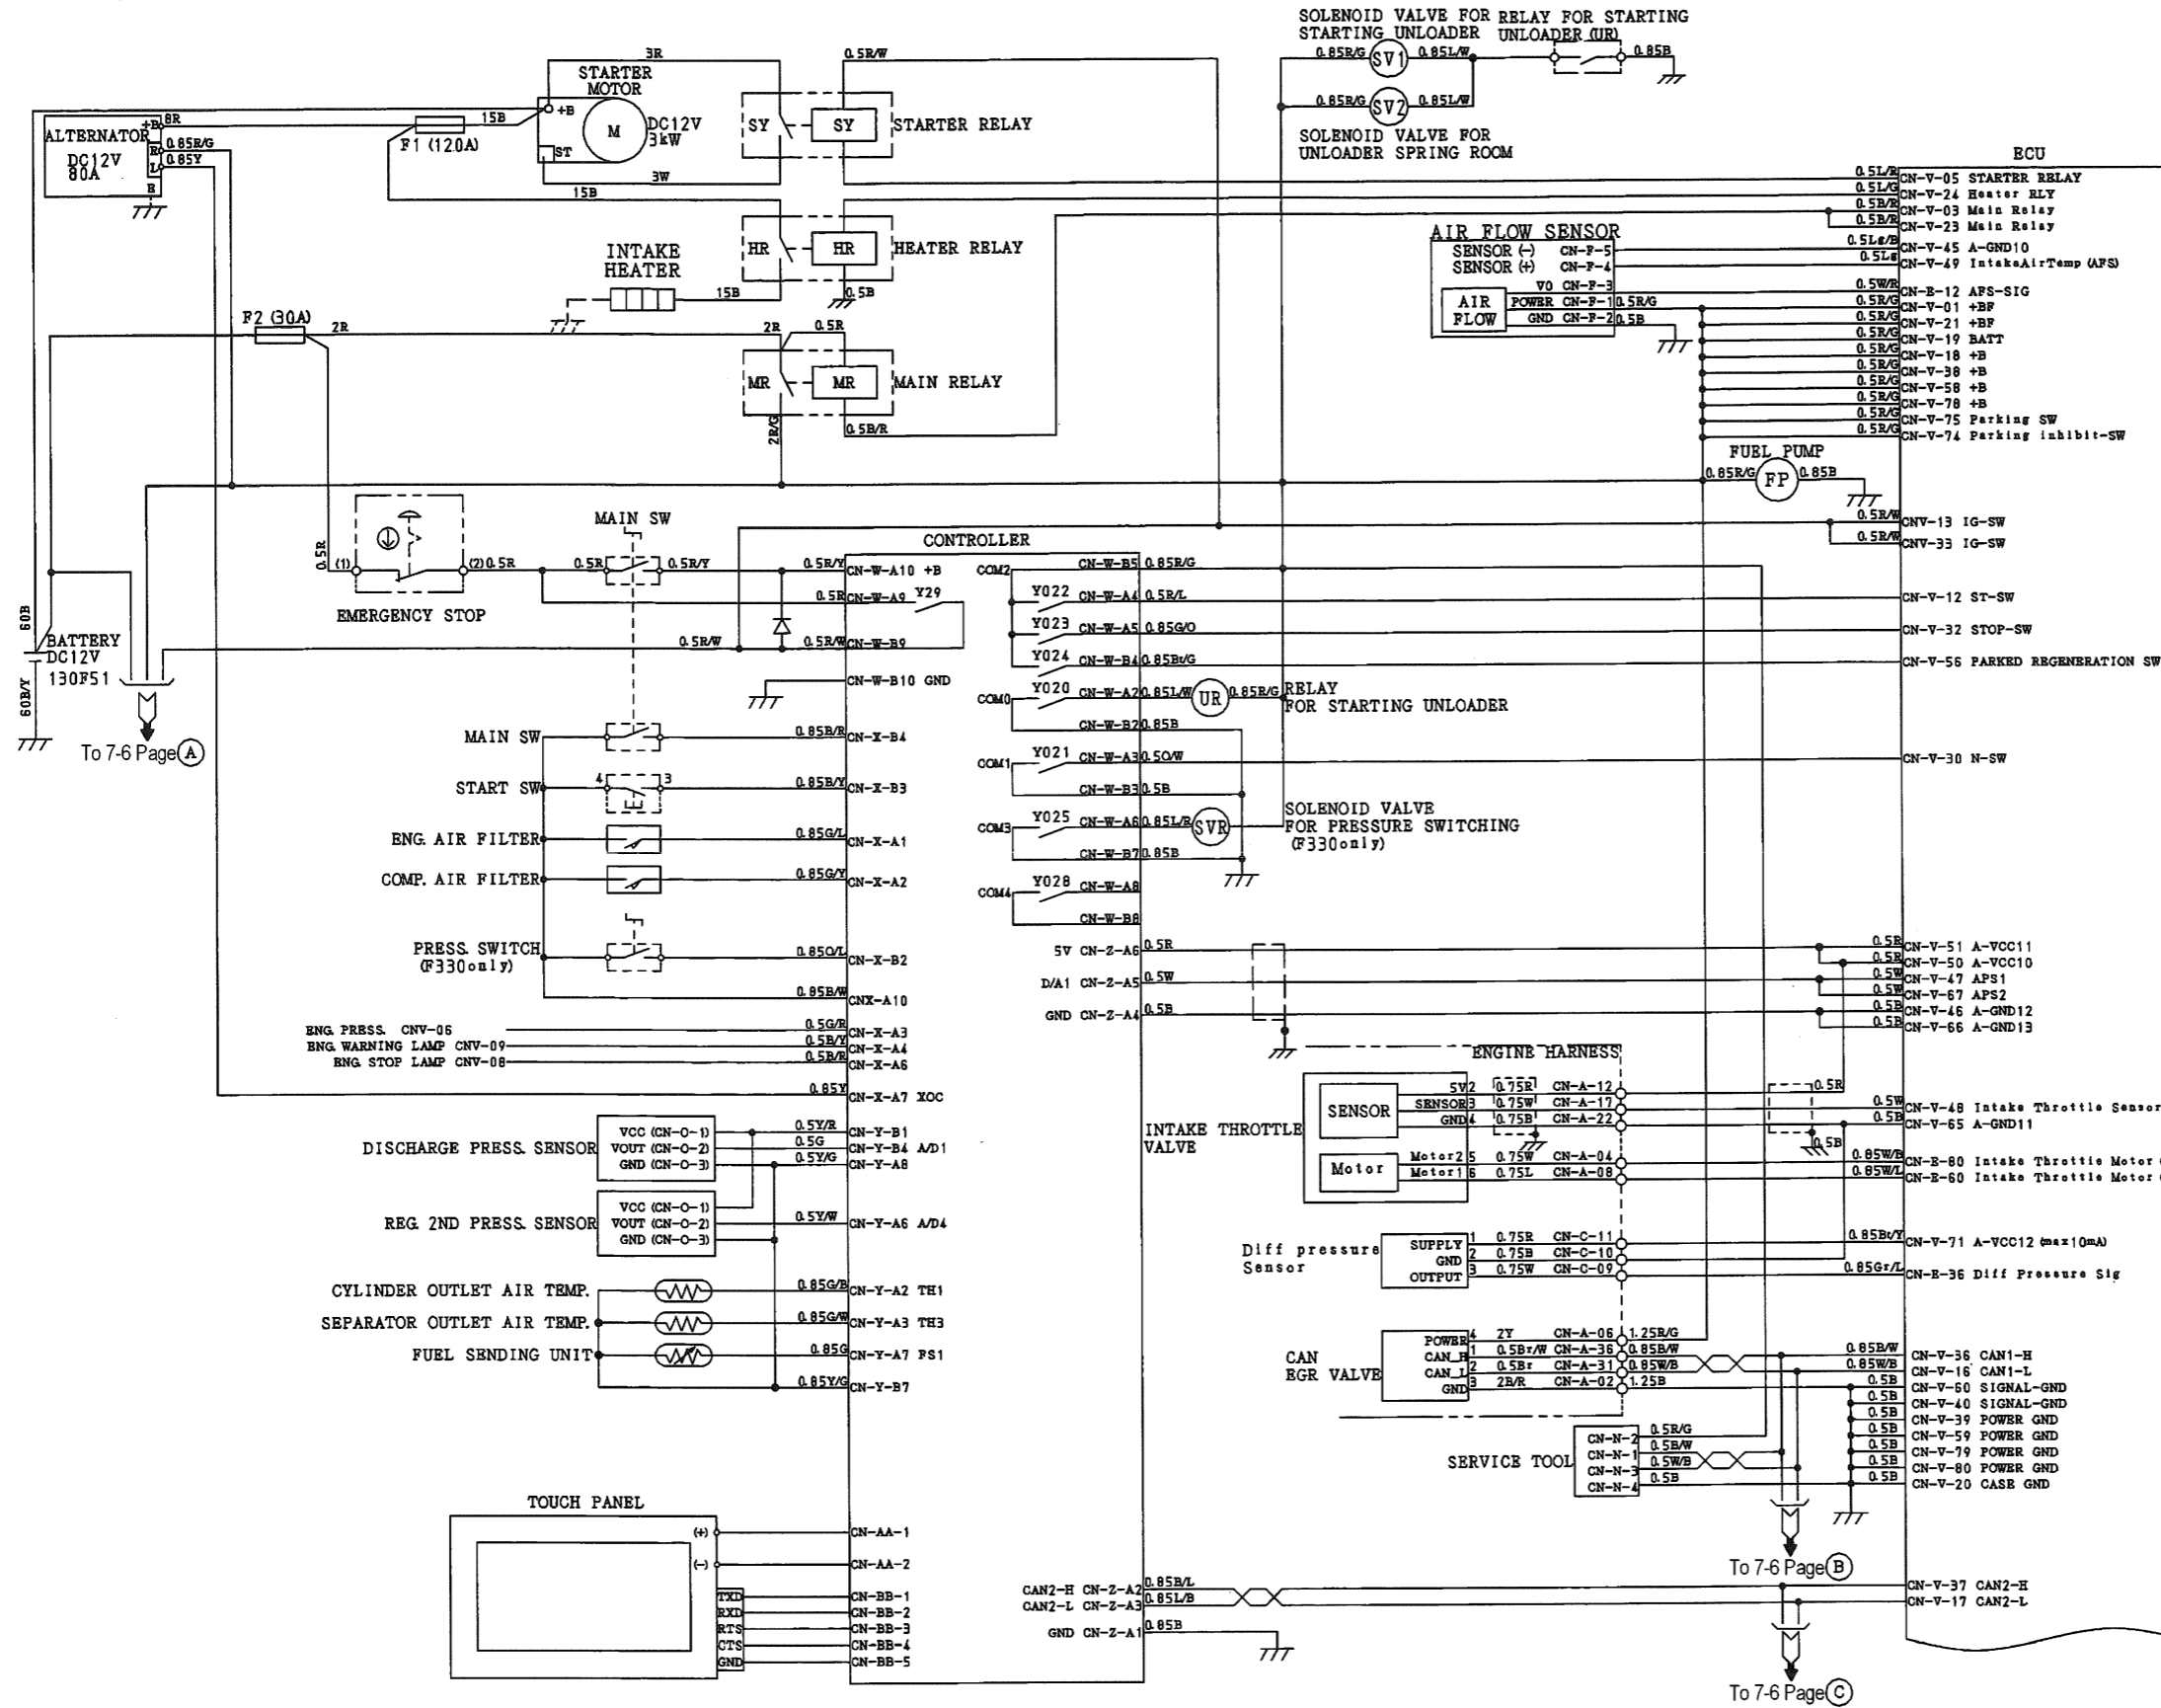 SOLENOID VALVE FOR
STARTING UNLOADER
RELAY FOR STARTING
UNLOADER (UR)
0.85R/G
SV1
0.85L/W
0.85B
0.85R/G
SV2
0.85L/W
SOLENOID VALVE FOR
UNLOADER SPRING ROOM
3R
0.5R/W
STARTER
MOTOR
+B
M
DC12V
3kW
ST
3W
SY
SY
STARTER RELAY
ALTERNATOR
DC12V
80A
+B
R
L
E
8R
0.85R/G
0.85Y
F1 (120A)
15B
15B
HR
HR
HEATER RELAY
INTAKE
HEATER
15B
0.5B
F2 (30A)
2R
2R
0.5R
MR
MR
MAIN RELAY
2R/G
0.5B/R
ECU
0.5L/R
CN-V-05 STARTER RELAY
0.5L/G
CN-V-24 Heater RLY
0.5B/R
CN-V-03 Main Relay
0.5B/R
CN-V-23 Main Relay
0.5Lg/B
CN-V-45 A-GND10
0.5Lg
CN-V-49 IntakeAirTemp (AFS)
0.5W/R
CN-E-12 AFS-SIG
0.5R/G
CN-V-01 +BF
0.5R/G
CN-V-21 +BF
0.5R/G
CN-V-19 BATT
0.5R/G
CN-V-18 +B
0.5R/G
CN-V-38 +B
0.5R/G
CN-V-58 +B
0.5R/G
CN-V-78 +B
0.5R/G
CN-V-75 Parking SW
0.5R/G
CN-V-74 Parking inhibit-SW
AIR FLOW SENSOR
SENSOR (-) CN-F-5
SENSOR (+) CN-F-4
VO CN-F-3
POWER CN-F-1
GND CN-F-2
AIR
FLOW
0.5R/G
0.5B
FUEL PUMP
0.85R/G
FP
0.85B
0.5R/W
CNV-13 IG-SW
0.5R/W
CNV-33 IG-SW
CN-V-12 ST-SW
CN-V-32 STOP-SW
CN-V-56 PARKED REGENERATION SW
CN-V-30 N-SW
0.5R
(1)
(2)
0.5R
EMERGENCY STOP
MAIN SW
0.5R
0.5R/Y
0.5R/Y
0.5R
0.5R/W
0.5R/W
60B
60B/Y
BATTERY
DC12V
130F51
To 7-6 Page A
CONTROLLER
CN-W-A10 +B
CN-W-A9
Y29
CN-W-B9
CN-W-B10 GND
COM2
CN-W-B5
0.85R/G
Y022
CN-W-A4
0.5R/L
Y023
CN-W-A5
0.85G/O
Y024
CN-W-B4
0.85Br/G
COM0
Y020
CN-W-A2
0.85L/W
UR
0.85R/G
RELAY
FOR STARTING UNLOADER
CN-W-B2
0.85B
COM1
Y021
CN-W-A3
0.5O/W
CN-W-B3
0.5B
COM3
Y025
CN-W-A6
0.85L/R
SVR
SOLENOID VALVE
FOR PRESSURE SWITCHING
(F330only)
CN-W-B7
0.85B
COM4
Y028
CN-W-A8
CN-W-B8
MAIN SW
0.85B/R
CN-X-B4
START SW
4
3
0.85B/Y
CN-X-B3
ENG. AIR FILTER
0.85G/L
CN-X-A1
COMP. AIR FILTER
0.85G/Y
CN-X-A2
PRESS. SWITCH
(F330only)
0.85O/L
CN-X-B2
0.85B/W
CNX-A10
ENG. PRESS. CNV-06
0.5G/R
CN-X-A3
ENG. WARNING LAMP CNV-09
0.5B/Y
CN-X-A4
ENG. STOP LAMP CNV-08
0.5B/R
CN-X-A6
0.85Y
CN-X-A7 XOC
DISCHARGE PRESS. SENSOR
VCC (CN-O-1)
VOUT (CN-O-2)
GND (CN-O-3)
0.5Y/R
CN-Y-B1
0.5G
CN-Y-B4 A/D1
0.5Y/G
CN-Y-A8
REG. 2ND PRESS. SENSOR
VCC (CN-O-1)
VOUT (CN-O-2)
GND (CN-O-3)
0.5Y/W
CN-Y-A6 A/D4
CYLINDER OUTLET AIR TEMP.
0.85G/B
CN-Y-A2 TH1
SEPARATOR OUTLET AIR TEMP.
0.85G/W
CN-Y-A3 TH3
FUEL SENDING UNIT
0.85G
CN-Y-A7 FS1
0.85Y/G
CN-Y-B7
5V CN-Z-A6
0.5R
D/A1 CN-Z-A5
0.5W
GND CN-Z-A4
0.5B
0.5R
CN-V-51 A-VCC11
0.5R
CN-V-50 A-VCC10
0.5W
CN-V-47 APS1
0.5W
CN-V-67 APS2
0.5B
CN-V-46 A-GND12
0.5B
CN-V-66 A-GND13
ENGINE HARNESS
INTAKE THROTTLE
VALVE
SENSOR
5V 2 0.75R CN-A-12
SENSOR 3 0.75W CN-A-17
GND 4 0.75B CN-A-22
Motor
Motor2 5 0.75W CN-A-04
Motor1 6 0.75L CN-A-08
0.5R
0.5B
0.5W
CN-V-48 Intake Throttle Sensor
0.5B
CN-V-65 A-GND11
0.85W/B
CN-E-80 Intake Throttle Motor
0.85W/L
CN-E-60 Intake Throttle Motor
Diff pressure
Sensor
SUPPLY 1 0.75R CN-C-11
GND 2 0.75B CN-C-10
OUTPUT 3 0.75W CN-C-09
0.85Br/Y
CN-V-71 A-VCC12 (max10mA)
0.85Gr/L
CN-E-36 Diff Pressure Sig
CAN
EGR VALVE
POWER 4 2Y CN-A-06 1.25R/G
CAN_H 1 0.5Br/W CN-A-36 0.85B/W
CAN_L 2 0.5Br CN-A-31 0.85W/B
GND 3 2B/R CN-A-02 1.25B
0.85B/W
CN-V-36 CAN1-H
0.85W/B
CN-V-16 CAN1-L
0.5B
CN-V-60 SIGNAL-GND
0.5B
CN-V-40 SIGNAL-GND
0.5B
CN-V-39 POWER GND
0.5B
CN-V-59 POWER GND
0.5B
CN-V-79 POWER GND
0.5B
CN-V-80 POWER GND
0.5B
CN-V-20 CASE GND
SERVICE TOOL
CN-N-2 0.5R/G
CN-N-1 0.5B/W
CN-N-3 0.5W/B
CN-N-4 0.5B
To 7-6 Page B
TOUCH PANEL
(+)
CN-AA-1
(-)
CN-AA-2
TXD
CN-BB-1
RXD
CN-BB-2
RTS
CN-BB-3
CTS
CN-BB-4
GND
CN-BB-5
CAN2-H CN-Z-A2
0.85B/L
CAN2-L CN-Z-A3
0.85L/B
GND CN-Z-A1
0.85B
CN-V-37 CAN2-H
CN-V-17 CAN2-L
To 7-6 Page C